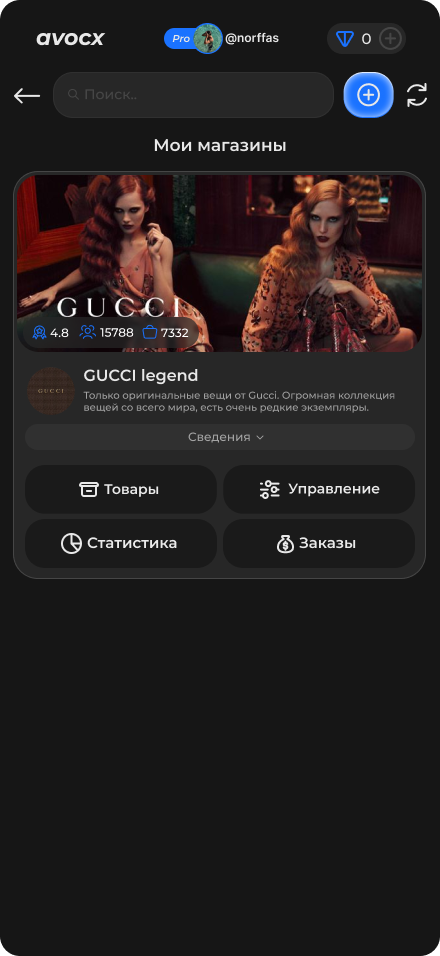 avocx
Pro
@norffas
0
Поиск..
Мои магазины
GUCCI
4.8
15788
7332
GUCCI
GUCCI legend
Только оригинальные вещи от Gucci. Огромная коллекция
вещей со всего мира, есть очень редкие экземпляры.
Сведения
Товары
Управление
Статистика
Заказы